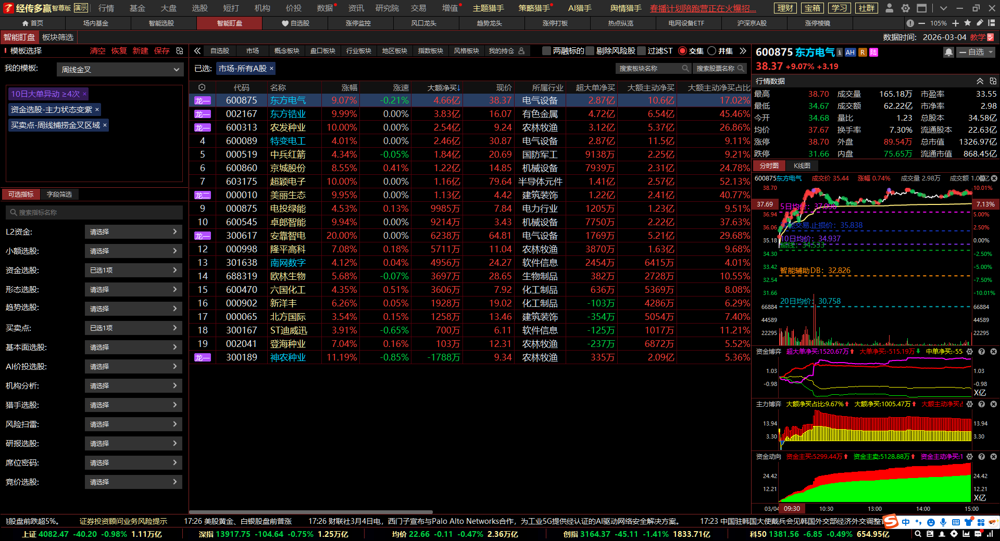 经传多赢 智尊版 演示 行情 基金 大盘 选股 短打 机构 价投 数据 资讯 研究院 交易 增值 主题猎手 策略猎手 AI猎手 舆情猎手 春播计划陪跑营正在火爆招... 理财 宝箱 学习 社群
首页 场内基金 智能选股 智能盯盘 自选股 涨停监控 风口龙头 趋势龙头 涨停打板 热点纵览 电网设备ETF 沪深京A股 涨停棱镜 105%
智能盯盘 板块筛选 数据时间: 2026-03-04 教学
模板选择 清空 恢复 新建 保存
我的模板: 周线金叉
10日大单异动 ≥4次 ×
资金选股-主力状态变紫 ×
买卖点-周线捕捞金叉区域 ×
可选指标 字段筛选
搜索指标名称
L2资金: 请选择
小额选股: 请选择
资金选股: 已选1项
形态选股: 请选择
趋势选股: 请选择
买卖点: 已选1项
基本面选股: 请选择
AI价投选股: 请选择
机构分析: 请选择
猎手选股: 请选择
风险扫雷: 请选择
研报选股: 请选择
席位密码: 请选择
竞价选股: 请选择
自选股 市场 概念板块 盘口板块 行业板块 地区板块 指数板块 风格板块 我的持仓 两融标的 剔除风险股 过滤ST 交集 并集
已选: 市场-所有A股 × 搜索板块名称 搜索股票名称
代码 名称 涨幅 涨速 大额净买↓ 现价 所属行业 超大单净买 大额主动净买 大额主动净买占比
龙一 600875 东方电气 9.07% -0.21% 4.66亿 38.37 电气设备 2.87亿 10.6亿 17.02%
龙一 002167 东方锆业 9.99% 0.00% 3.83亿 16.07 有色金属 4.72亿 6.54亿 45.46%
龙一 600313 农发种业 10.00% 0.00% 2.54亿 9.24 农林牧渔 3.12亿 5.37亿 26.86%
4 600089 特变电工 4.01% 0.00% 2.46亿 30.87 电气设备 2.87亿 11.5亿 9.11%
5 000519 中兵红箭 4.34% -0.05% 1.84亿 20.69 国防军工 9138万 2.25亿 9.21%
6 600860 京城股份 8.55% 0.41% 1.22亿 14.85 机械设备 7939万 2.31亿 24.78%
7 603175 超颖电子 10.00% 0.00% 1.16亿 79.64 半导体元件 1.41亿 2.57亿 52.13%
龙二 000010 美丽生态 9.95% 0.00% 1.13亿 4.42 建筑装饰 1.22亿 2.41亿 40.77%
9 000875 电投绿能 4.53% 0.13% 9985万 7.84 电力行业 1205万 1.23亿 9.51%
10 600545 卓郎智能 9.94% 0.00% 9214万 3.43 机械设备 7750万 2.22亿 37.63%
龙一 300617 安靠智电 20.00% 0.00% 6238万 64.81 电气设备 1769万 5.21亿 29.68%
12 000998 隆平高科 7.08% 0.18% 5711万 11.04 农林牧渔 3870万 1.63亿 9.68%
13 301638 南网数字 4.12% 0.04% 4956万 24.27 软件信息 2454万 6415万 4.01%
14 688319 欧林生物 5.68% -0.07% 3697万 28.65 生物制品 382万 2728万 10.55%
15 600470 六国化工 4.35% 0.51% 3606万 7.92 化工制品 636万 5369万 8.08%
16 000902 新洋丰 6.26% 0.05% 1928万 19.02 化工制品 -103万 4286万 6.29%
17 000065 北方国际 3.54% 0.15% 1258万 13.46 建筑装饰 -354万 5054万 7.40%
18 300167 ST迪威迅 3.91% -0.65% 700万 6.11 软件信息 -125万 1017万 11.21%
19 002041 登海种业 7.04% 0.16% 103万 12.31 农林牧渔 -237万 6872万 5.52%
龙一 300189 神农种业 11.19% -0.85% -1788万 9.34 农林牧渔 335万 2.09亿 5.36%
600875 东方电气 AH R 陆 自选
38.37 +9.07% +3.19
行情数据
最高 38.70 成交量 165.18万 市盈率 33.55
最低 34.67 成交额 62.22亿 市净率 2.98
今开 34.68 量比 1.23 总股本 34.58亿
均价 37.67 换手率 7.30% 流通股本 22.63亿
涨停 38.70 外盘 89.54万 总市值 1326.97亿
跌停 31.66 内盘 75.65万 流通市值 868.45亿
分时图 K线图
600875东方电气 成交价 35.44 涨幅 0.74% 成交量 2.98万 成交额
38.70 10.01%
37.69 5日均价: 7.13%
36.94 5.00%
36.06 止损价: 35.838 2.50%
35.18 10日均价: 34.937 0.00%
熊线: 34.533
34.30 -2.50%
33.42 智能辅助DB: 32.826 -5.00%
32.54 -7.50%
31.66 -10.01%
20日均价: 30.758
66884 66884
44589 44589
22295 22295
资金博弈 超大单净买:1520.67万 大单净买:-515.19万 中单净买:-55
1.03 1.03
-0.98 -0.98
X亿
主力博弈 大额净买占比:9.67% 大额净买:1005.47万 大额主动净买占
13.94 13.94
3.30 3.30
资金动向 资金主买:5299.44万 资金主卖:5128.88万 资金主动净买:1
24.42 24.42
12.21 12.21
X亿
03/04 09:30 10:30 13:00 14:00 15:00
股盘前跌超5%。 证券投资顾问业务风险提示 17:26 美股黄金、白银股盘前普涨 17:26 财联社3月4日电，西门子宣布与Palo Alto Networks合作，为工业5G提供经认证的AI驱动网络安全解决方案。 17:23 中国驻韩国大使戴兵会见韩国外交部经济外交调整 中
上证 4082.47 -40.20 -0.98% 1.11万亿 深指 13917.75 -104.64 -0.75% 1.25万亿 均价 22.66 -0.11 -0.47% 2.36万亿 创指 3164.37 -45.11 -1.41% 1833.71亿 科50 1381.56 -6.85 -0.49% 654.95亿